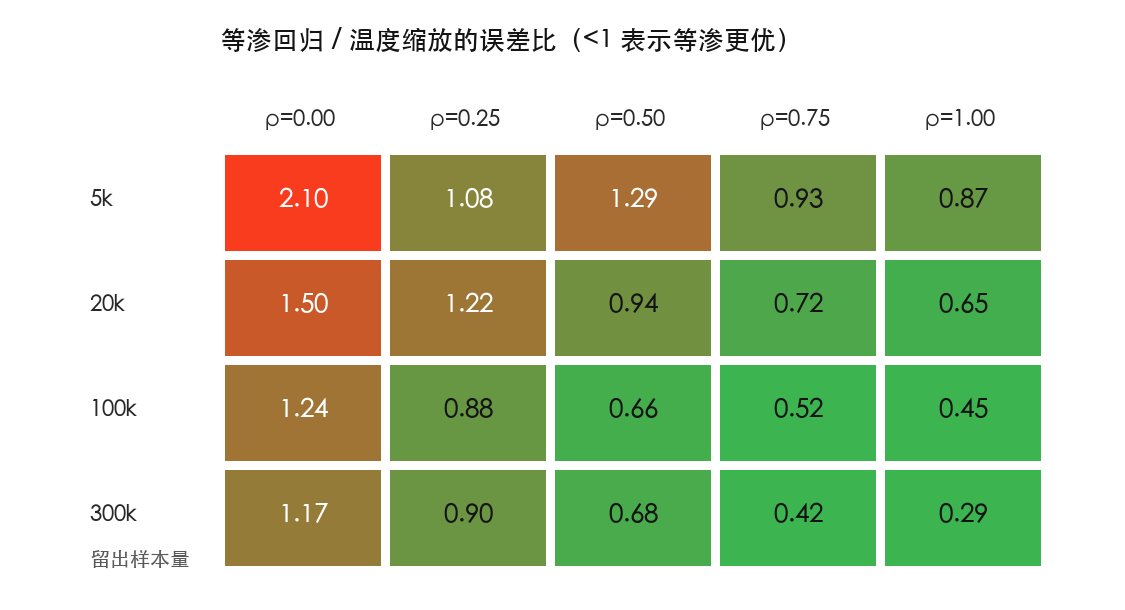 等渗回归 / 温度缩放的误差比（<1 表示等渗更优）
ρ=0.00 ρ=0.25 ρ=0.50 ρ=0.75 ρ=1.00
5k 2.10 1.08 1.29 0.93 0.87
20k 1.50 1.22 0.94 0.72 0.65
100k 1.24 0.88 0.66 0.52 0.45
300k 1.17 0.90 0.68 0.42 0.29
留出样本量